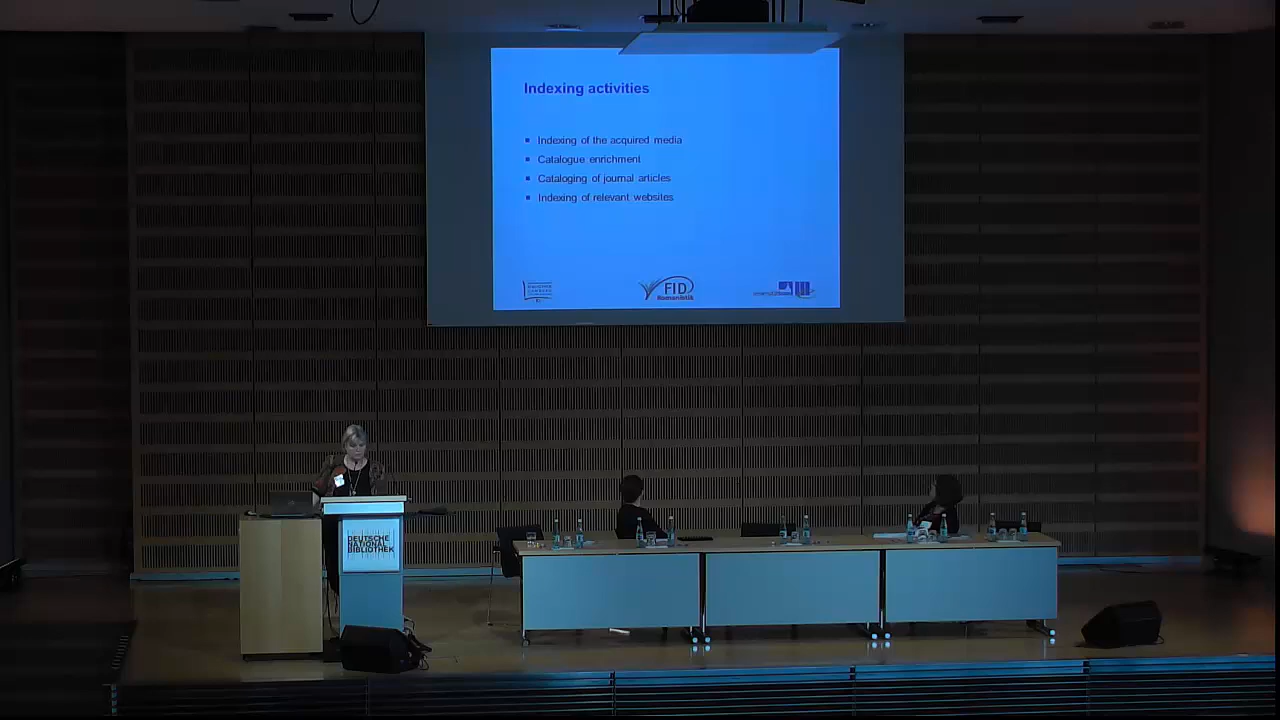 Indexing activities
Indexing of the acquired media
Catalogue enrichment
Cataloging of journal articles
Indexing of relevant websites
FID
Romanistik
DEUTSCHE
NATIONAL
BIBLIOTHEK